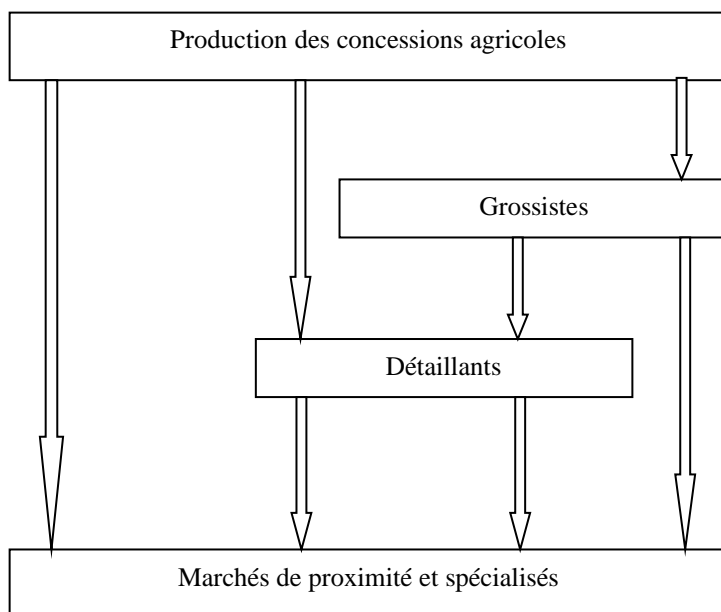 Production des concessions agricoles
Grossistes
Détaillants
Marchés de proximité et spécialisés